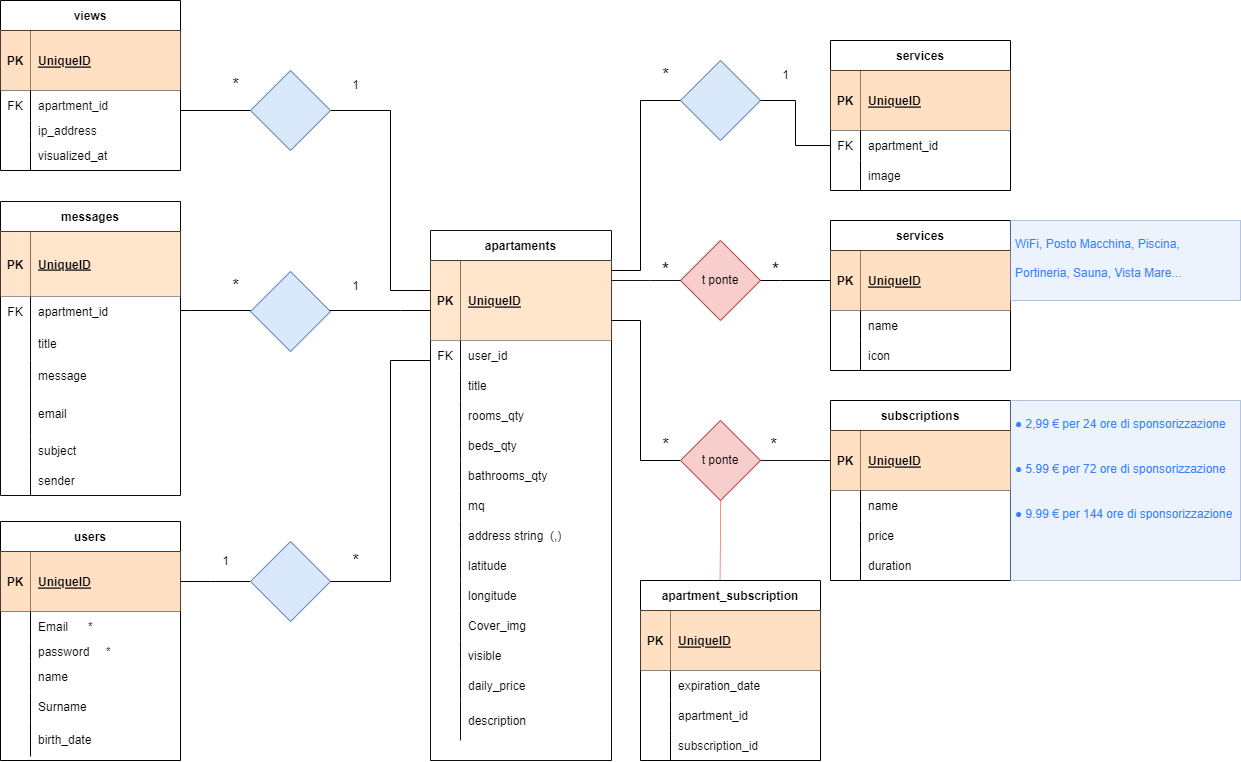 views
PK UniqueID
FK apartment_id
ip_address
visualized_at
* 1
messages
PK UniqueID
FK apartment_id
title
message
email
subject
sender
* 1
users
PK UniqueID
Email *
password *
name
Surname
birth_date
1 *
apartaments
PK UniqueID
FK user_id
title
rooms_qty
beds_qty
bathrooms_qty
mq
address string (,)
latitude
longitude
Cover_img
visible
daily_price
description
* 1
services
PK UniqueID
FK apartment_id
image
* t ponte *
services
PK UniqueID
name
icon
WiFi, Posto Macchina, Piscina,
Portineria, Sauna, Vista Mare...
* t ponte *
subscriptions
PK UniqueID
name
price
duration
● 2,99 € per 24 ore di sponsorizzazione
● 5.99 € per 72 ore di sponsorizzazione
● 9.99 € per 144 ore di sponsorizzazione
apartment_subscription
PK UniqueID
expiration_date
apartment_id
subscription_id